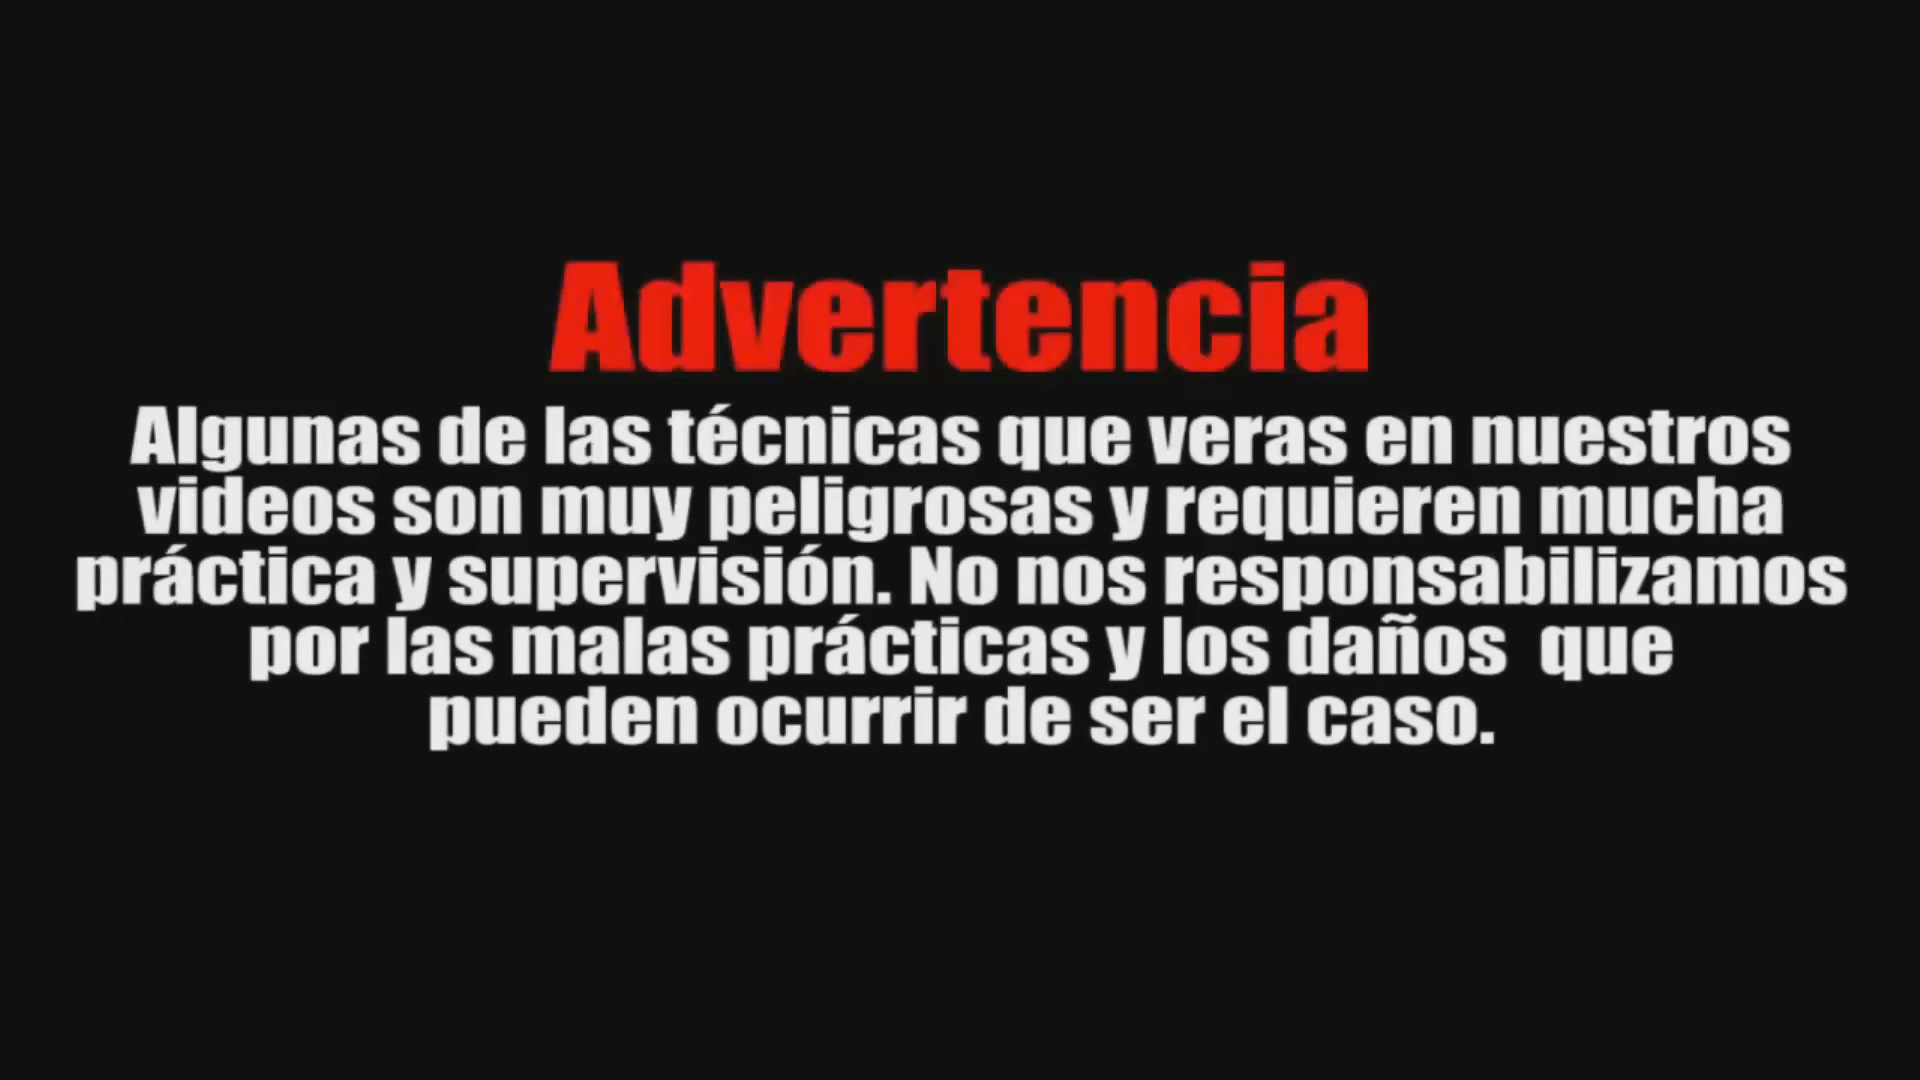 Advertencia
Algunas de las técnicas que veras en nuestros
videos son muy peligrosas y requieren mucha
práctica y supervisión. No nos responsabilizamos
por las malas prácticas y los daños  que
pueden ocurrir de ser el caso.